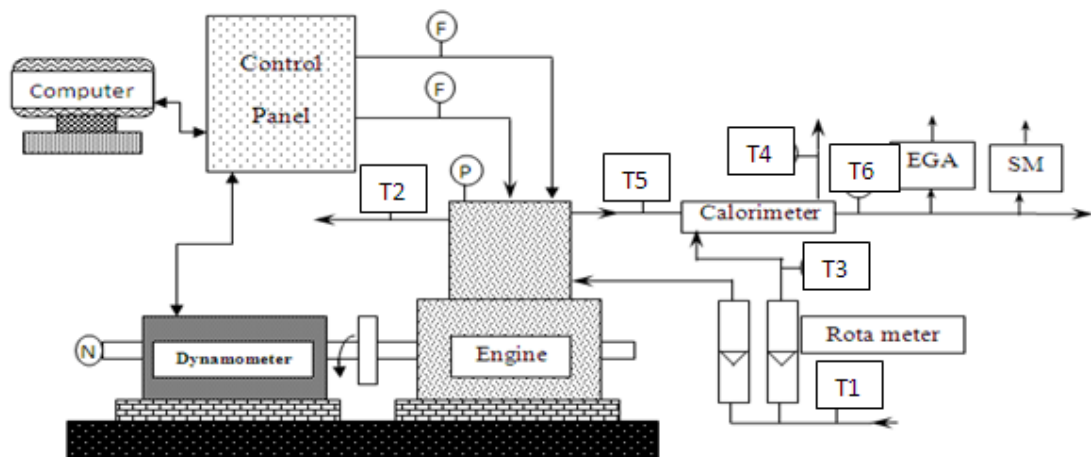 F
Control
Panel
Computer
F
T4
EGA
T6
SM
P
T2
T5
Calorimeter
T3
N
Dynamometer
Engine
Rota meter
T1